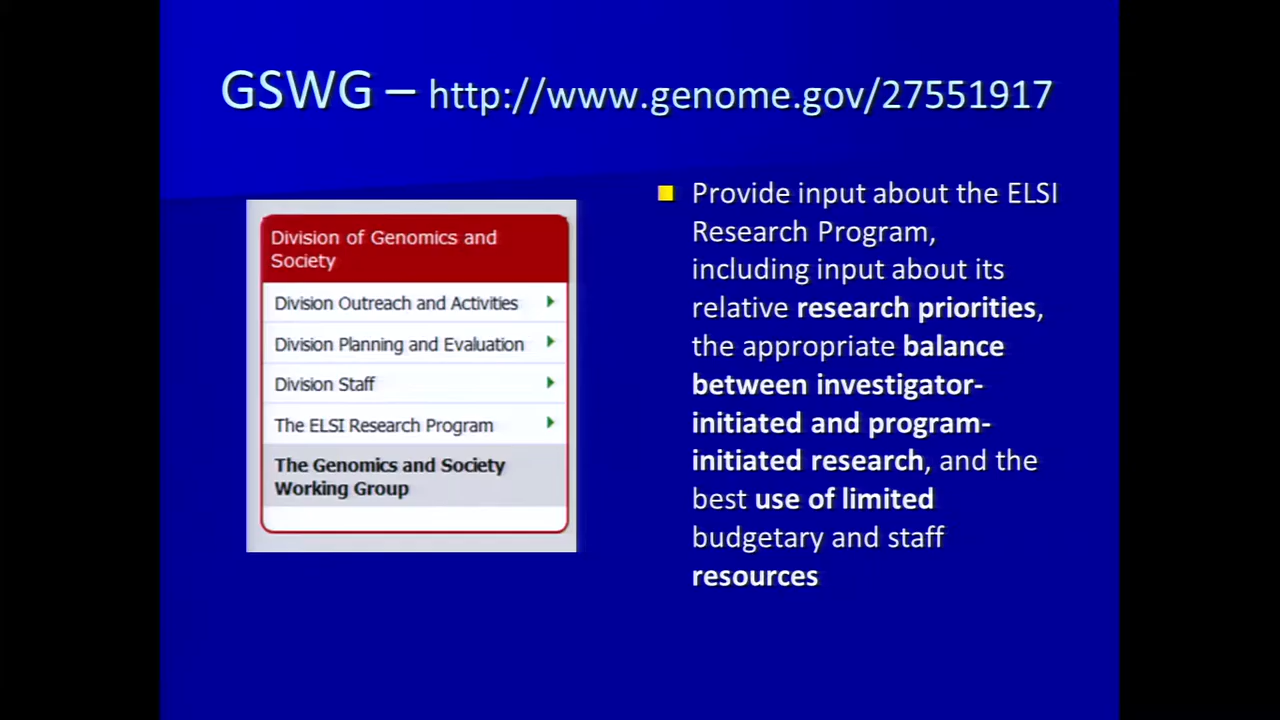 GSWG – http://www.genome.gov/27551917
Division of Genomics and
Society
Division Outreach and Activities
Division Planning and Evaluation
Division Staff
The ELSI Research Program
The Genomics and Society
Working Group
Provide input about the ELSI
Research Program,
including input about its
relative research priorities,
the appropriate balance
between investigator-
initiated and program-
initiated research, and the
best use of limited
budgetary and staff
resources